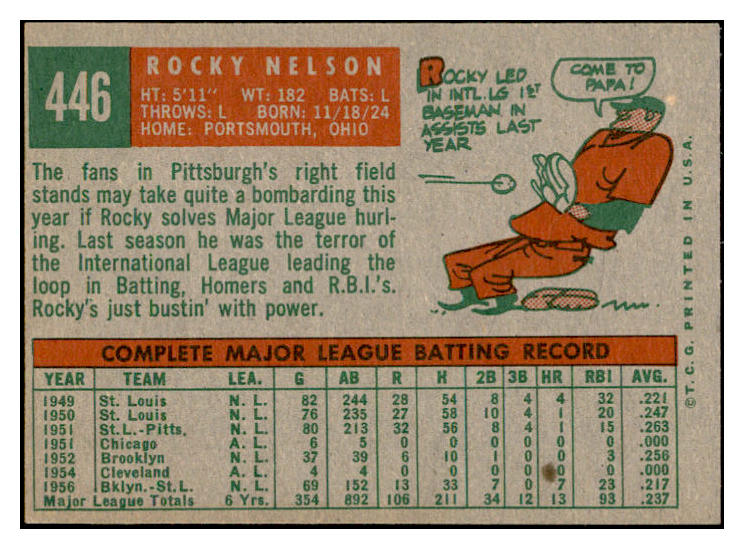 446
ROCKY NELSON
HT: 5'11" WT: 182 BATS: L
THROWS: L BORN: 11/18/24
HOME: PORTSMOUTH, OHIO
The fans in Pittsburgh's right field
stands may take quite a bombarding this
year if Rocky solves Major League hurl-
ing. Last season he was the terror of
the International League leading the
loop in Batting, Homers and R.B.I.'s.
Rocky's just bustin' with power.
ROCKY LED
IN INTL. LG 1ST
BASEMAN IN
ASSISTS LAST
YEAR
COME TO
PAPA!
COMPLETE MAJOR LEAGUE BATTING RECORD
YEAR TEAM LEA. G AB R H 2B 3B HR RBI AVG.
1949 St. Louis N. L. 82 244 28 54 8 4 4 32 .221
1950 St. Louis N. L. 76 235 27 58 10 4 1 20 .247
1951 St.L.-Pitts. N. L. 80 213 32 56 8 4 1 15 .263
1951 Chicago A. L. 6 5 0 0 0 0 0 0 .000
1952 Brooklyn N. L. 37 39 6 10 1 0 0 3 .256
1954 Cleveland A. L. 4 4 0 0 0 0 0 0 .000
1956 Bklyn.-St.L. N. L. 69 152 13 33 7 0 7 23 .217
Major League Totals 6 Yrs. 354 892 106 211 34 12 13 93 .237
© T. C. G. PRINTED IN U.S.A.